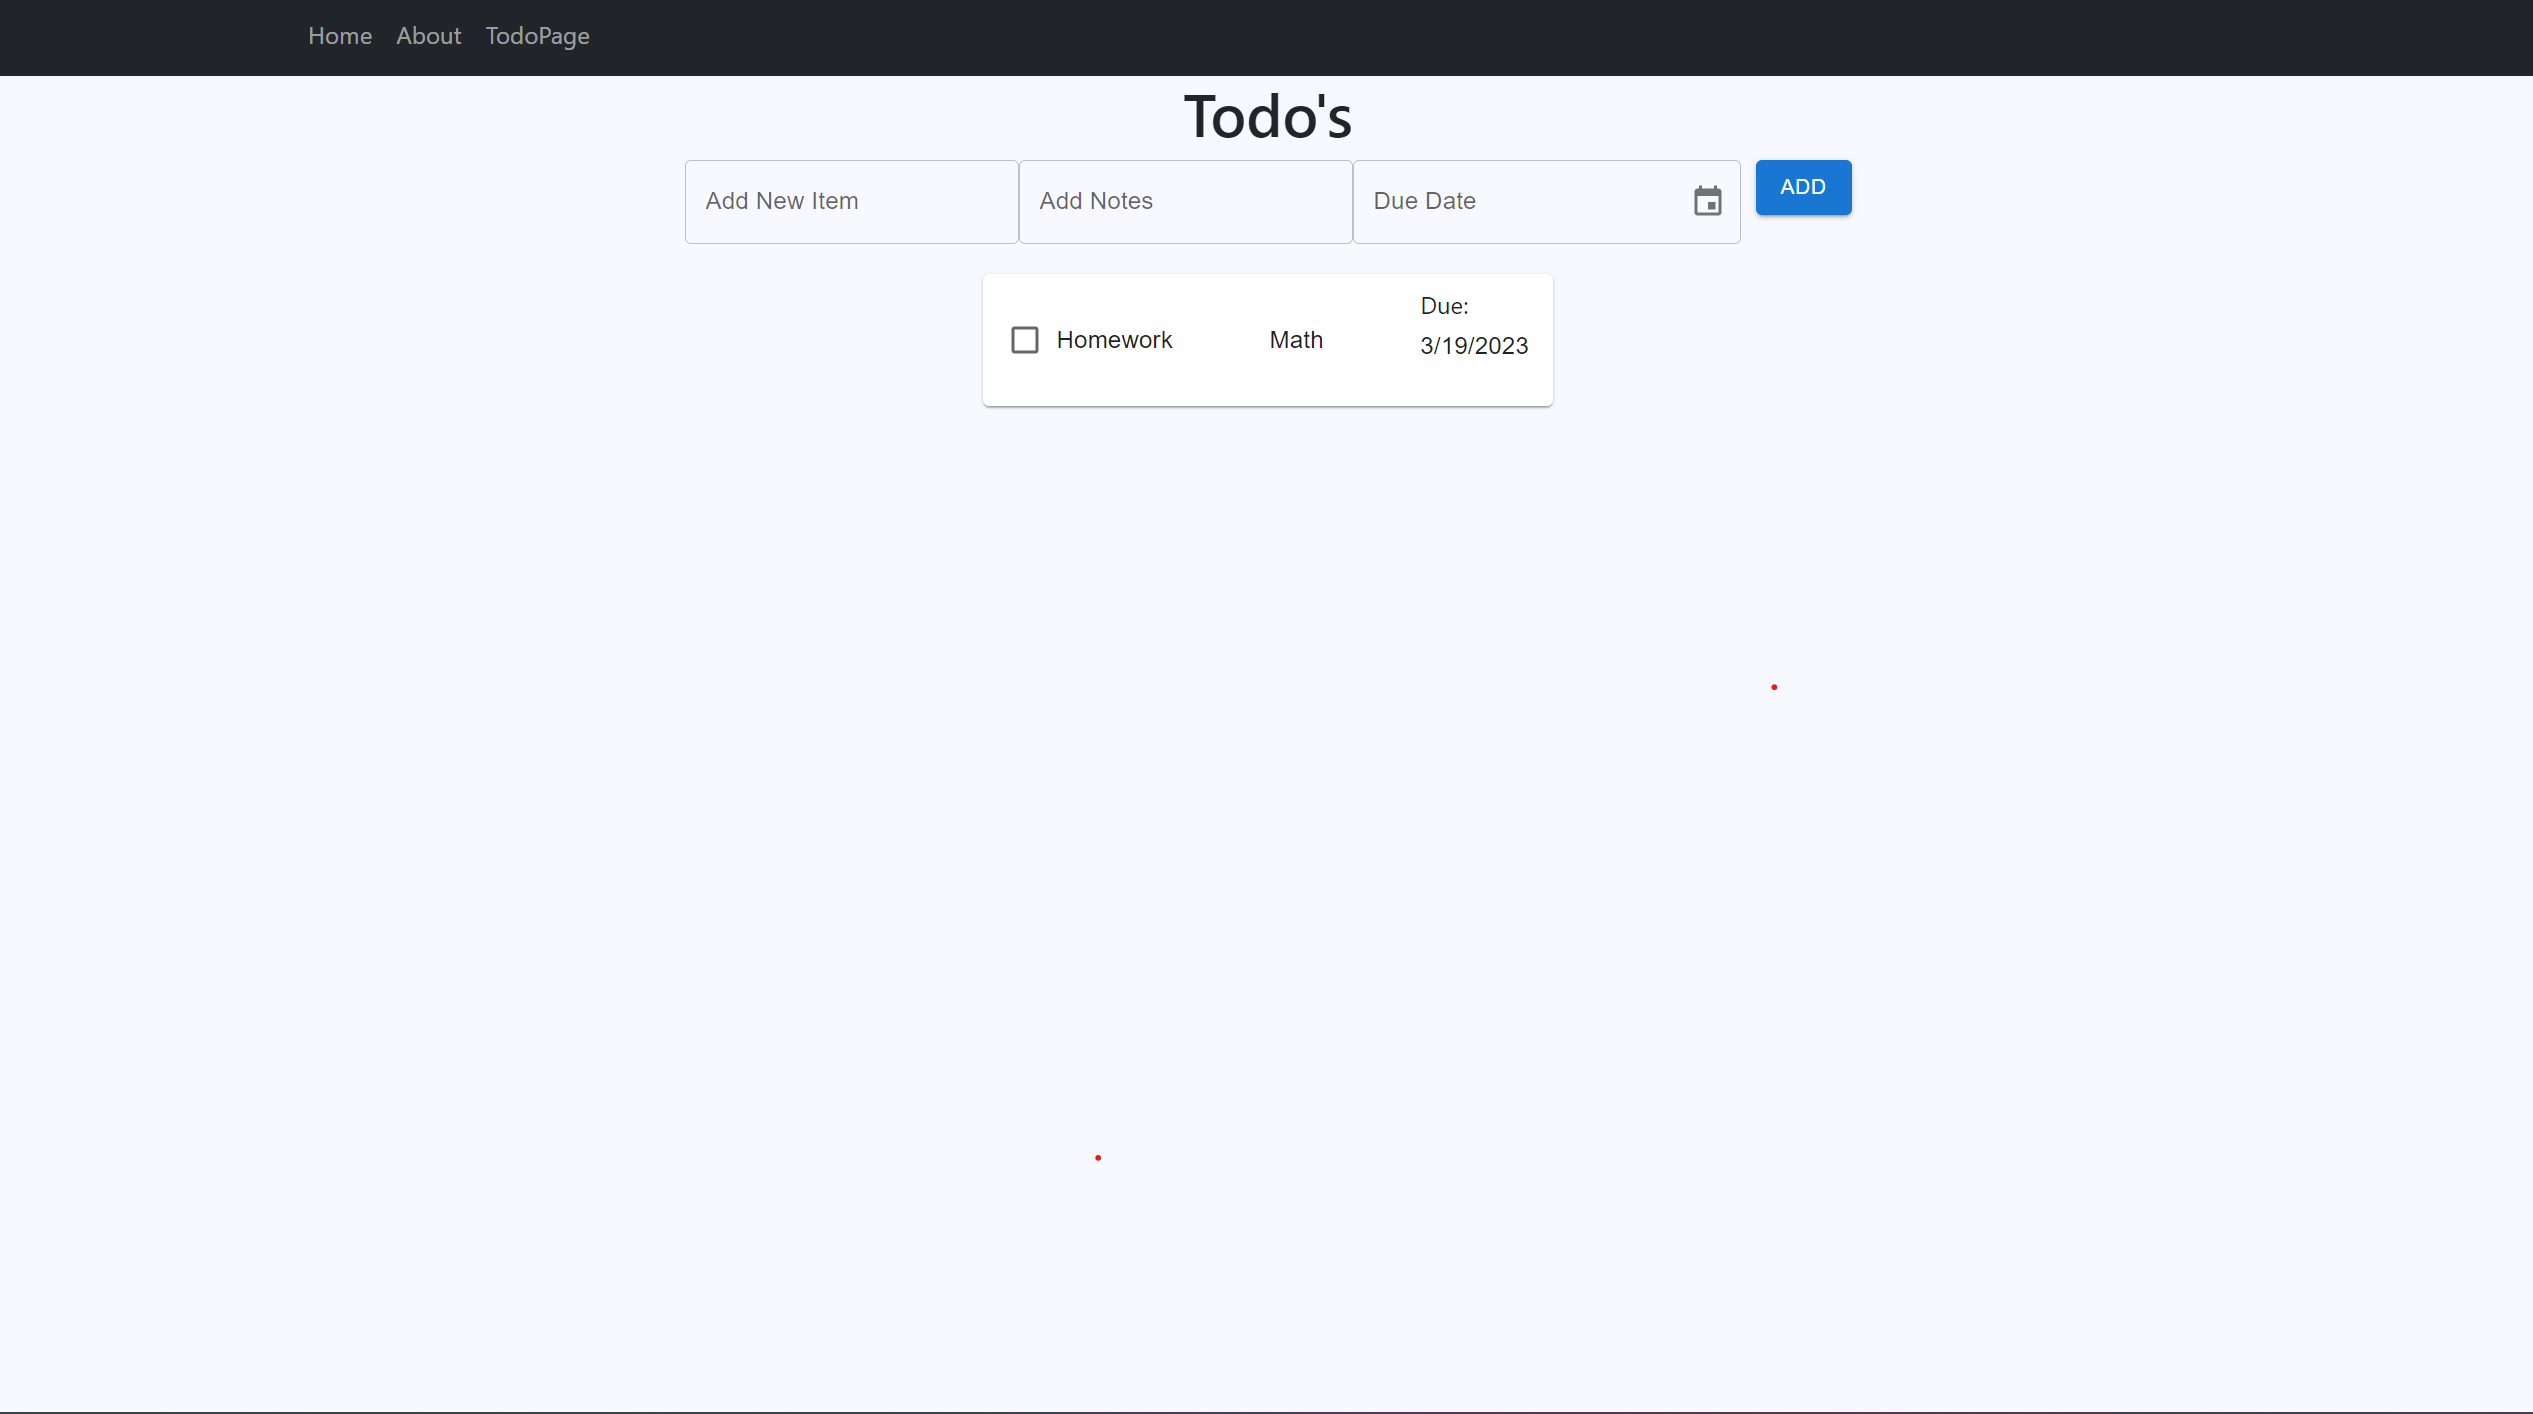 Home About TodoPage
Todo's
Add New Item Add Notes Due Date ADD
Homework Math Due:
3/19/2023